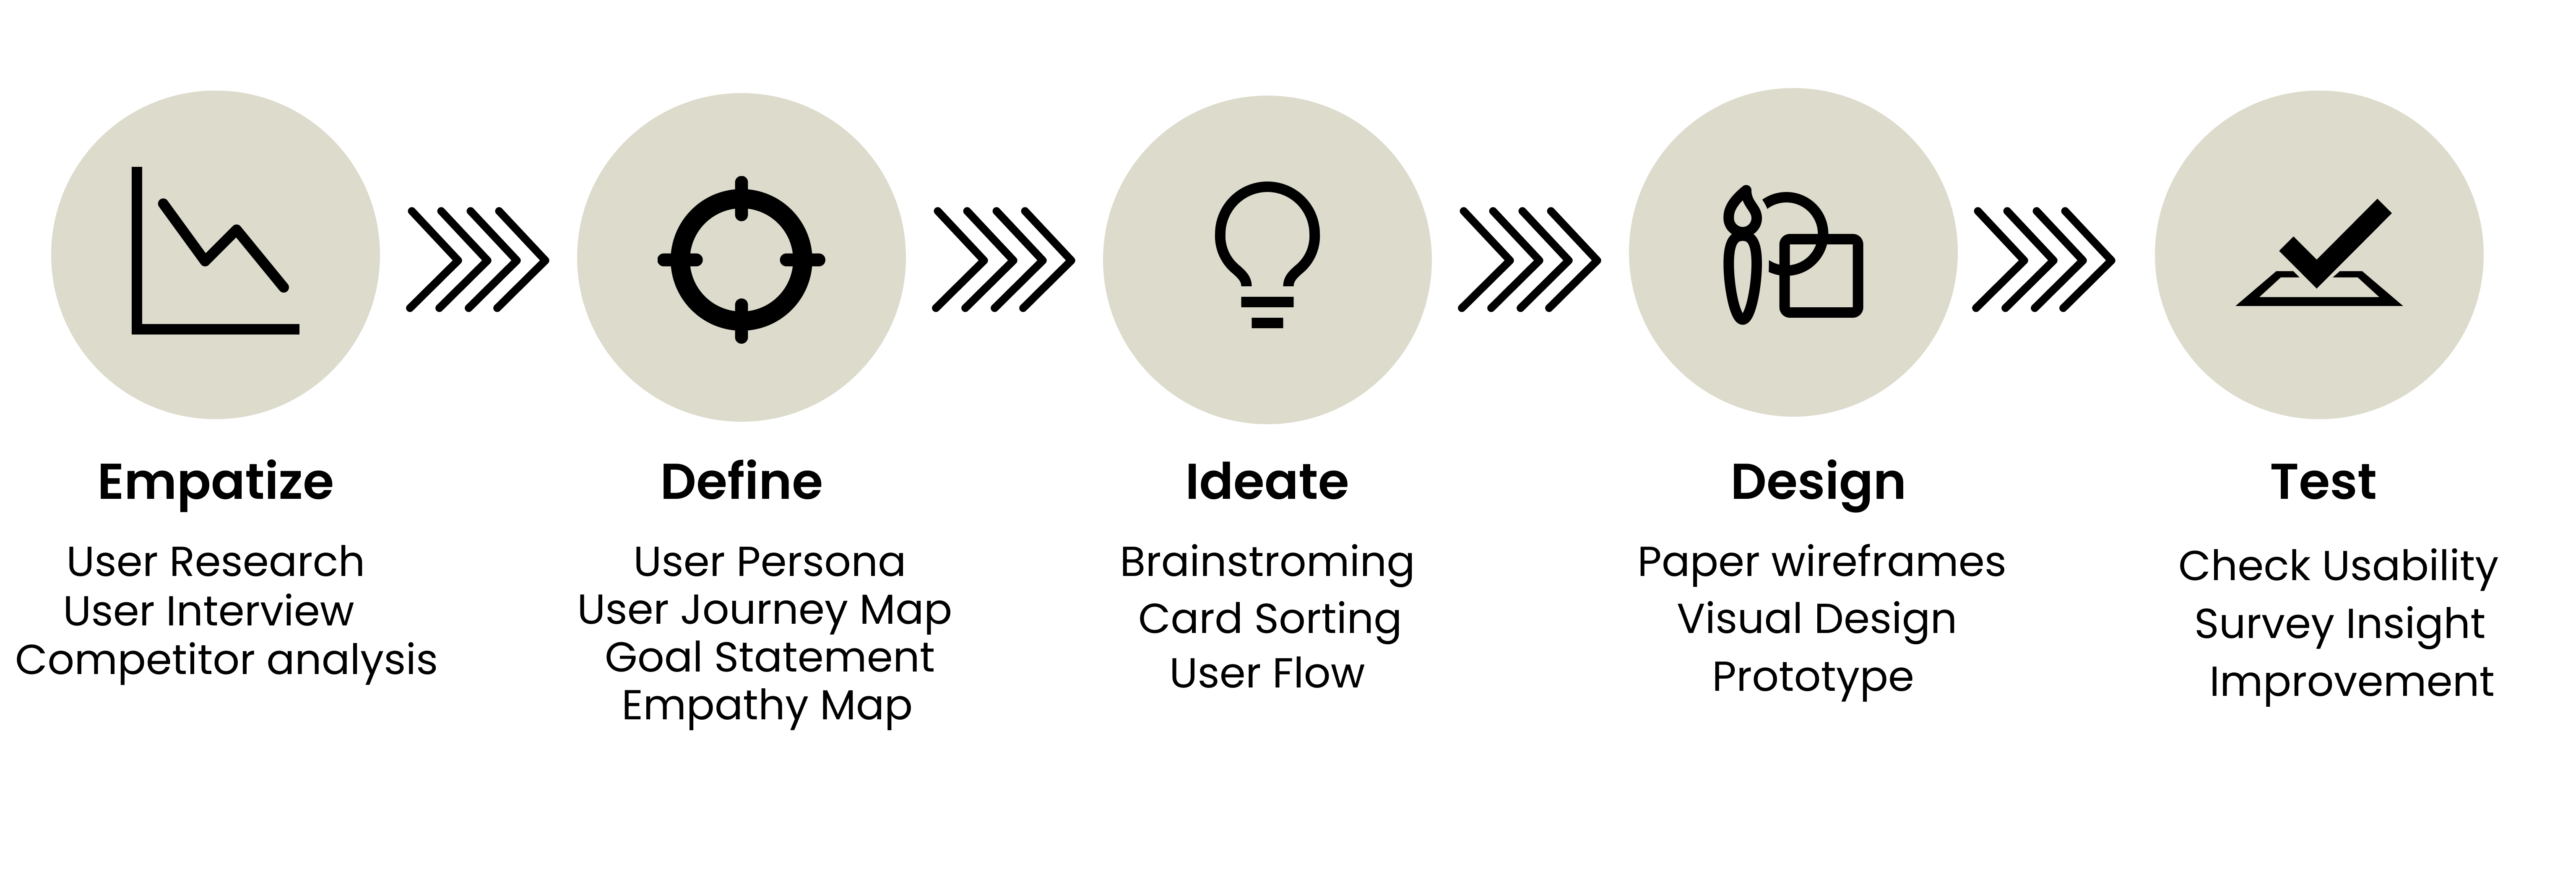 Empatize
User Research
User Interview
Competitor analysis
Define
User Persona
User Journey Map
Goal Statement
Empathy Map
Ideate
Brainstroming
Card Sorting
User Flow
Design
Paper wireframes
Visual Design
Prototype
Test
Check Usability
Survey Insight
Improvement